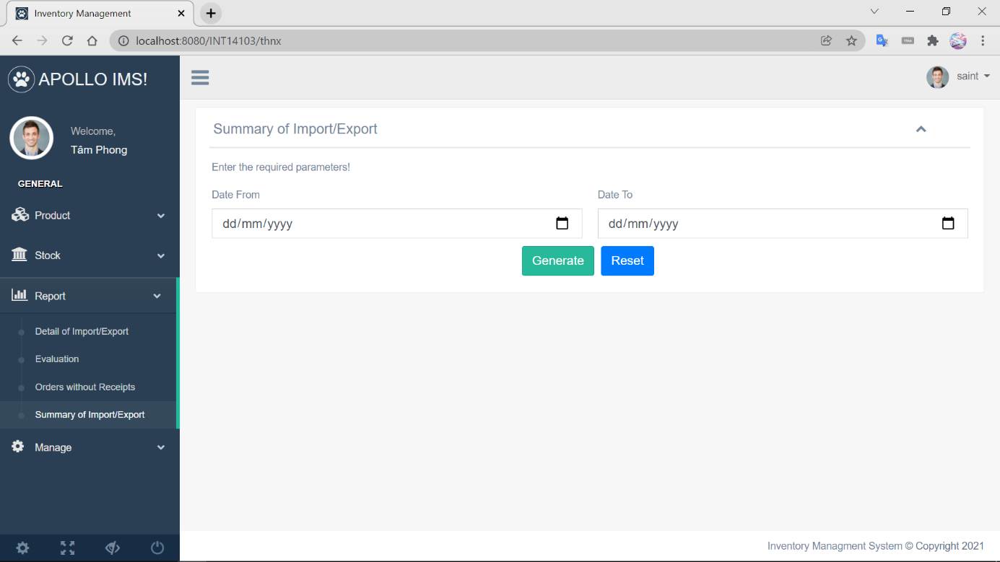 Inventory Management
localhost:8080/INT14103/thnx
APOLLO IMS!
saint
Welcome,
Tâm Phong
GENERAL
Product
Stock
Report
Detail of Import/Export
Evaluation
Orders without Receipts
Summary of Import/Export
Manage
Summary of Import/Export
Enter the required parameters!
Date From
Date To
dd/mm/yyyy
dd/mm/yyyy
Generate
Reset
Inventory Managment System © Copyright 2021